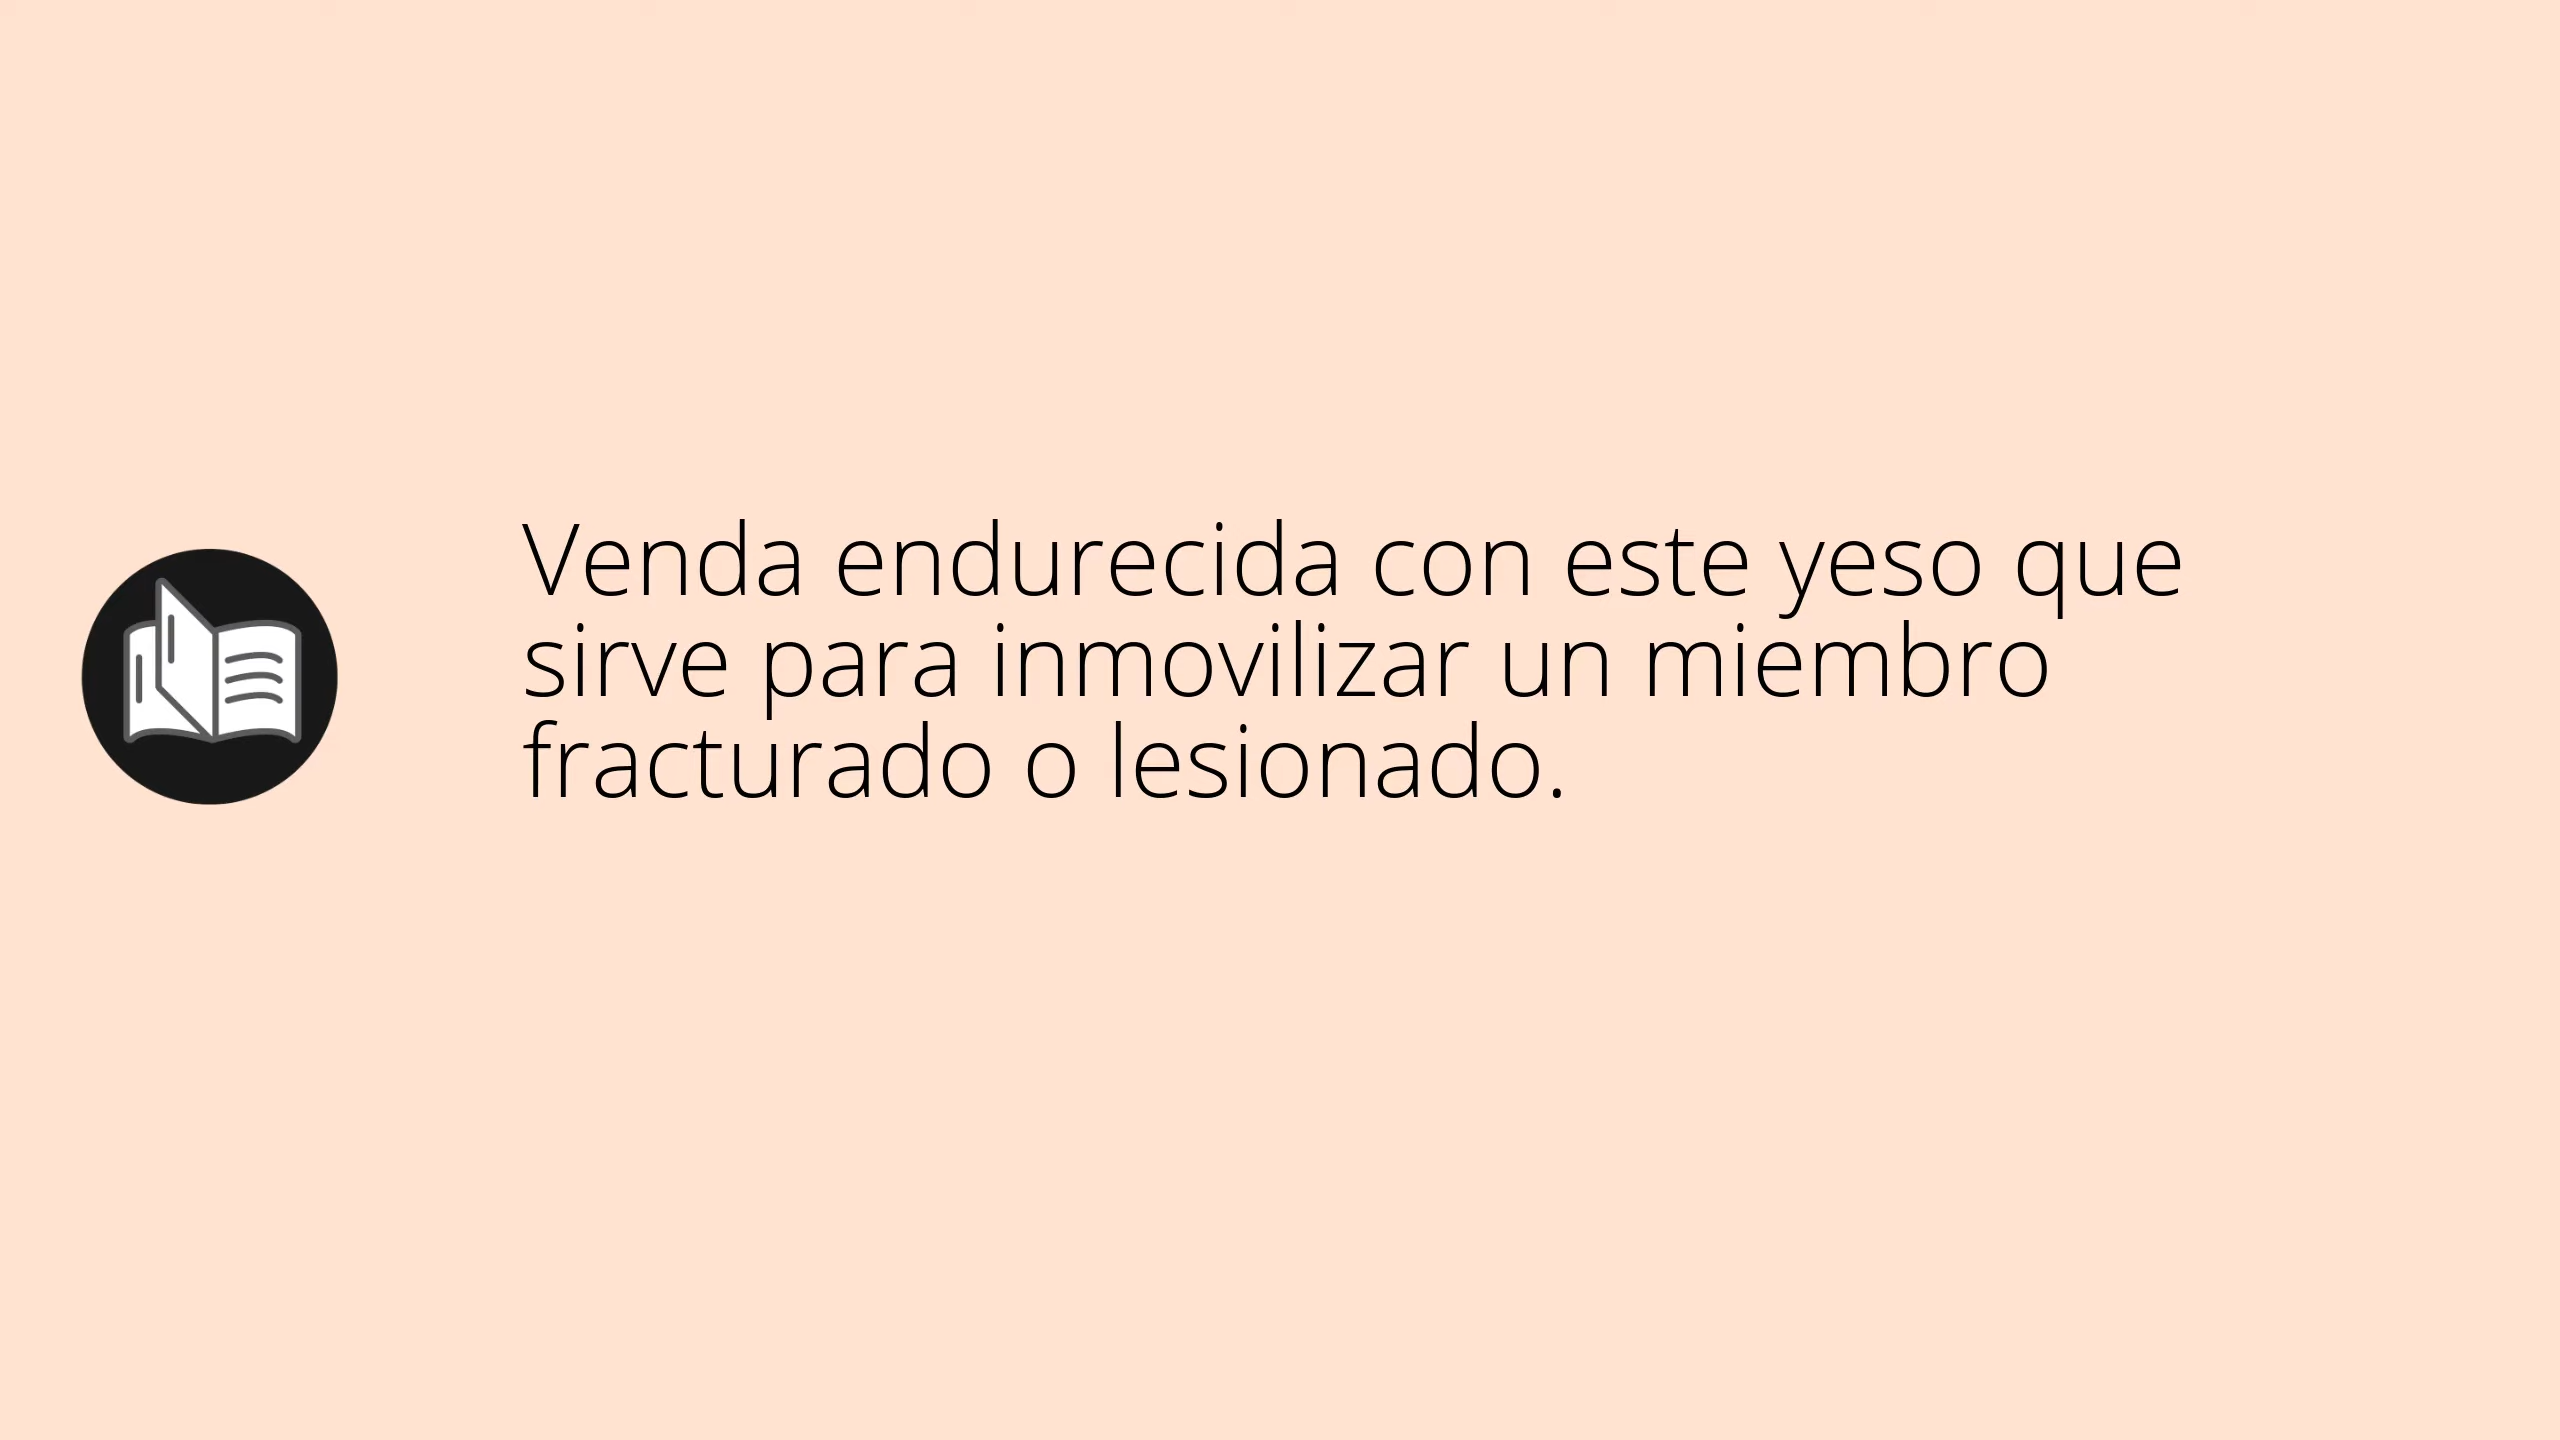 Venda endurecida con este yeso que
sirve para inmovilizar un miembro
fracturado o lesionado.